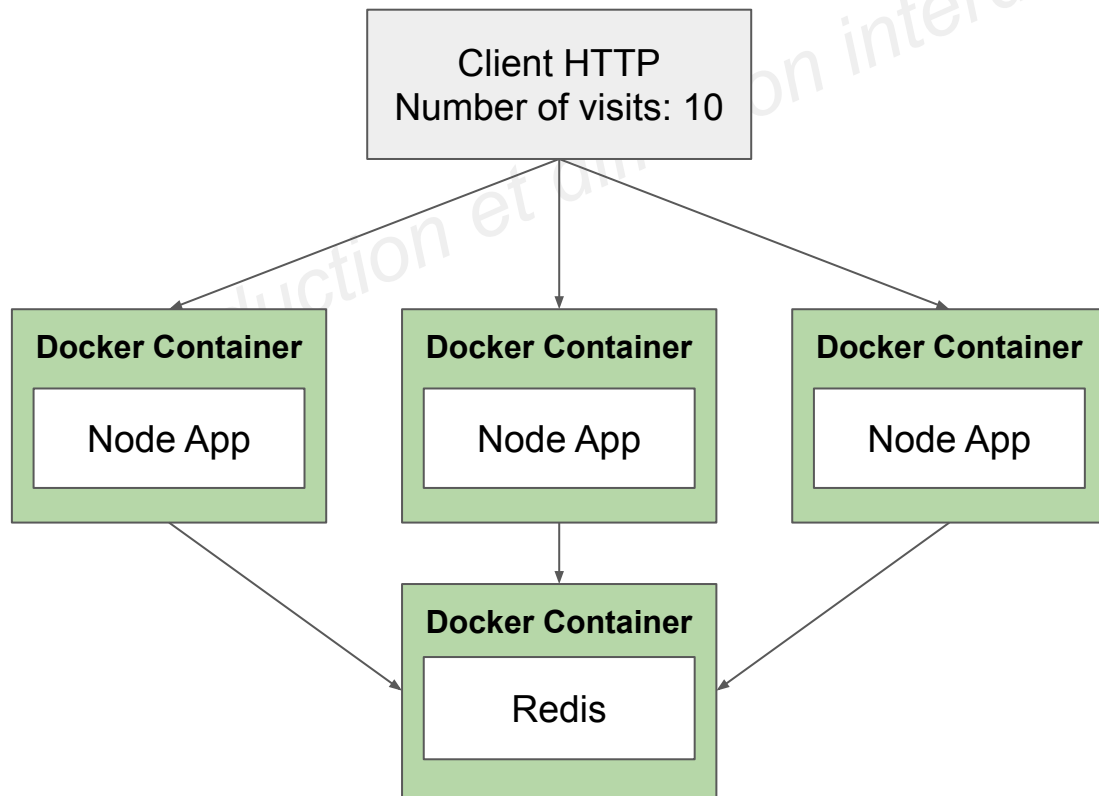 Client HTTP
Number of visits: 10
Docker Container
Node App
Docker Container
Node App
Docker Container
Node App
Docker Container
Redis